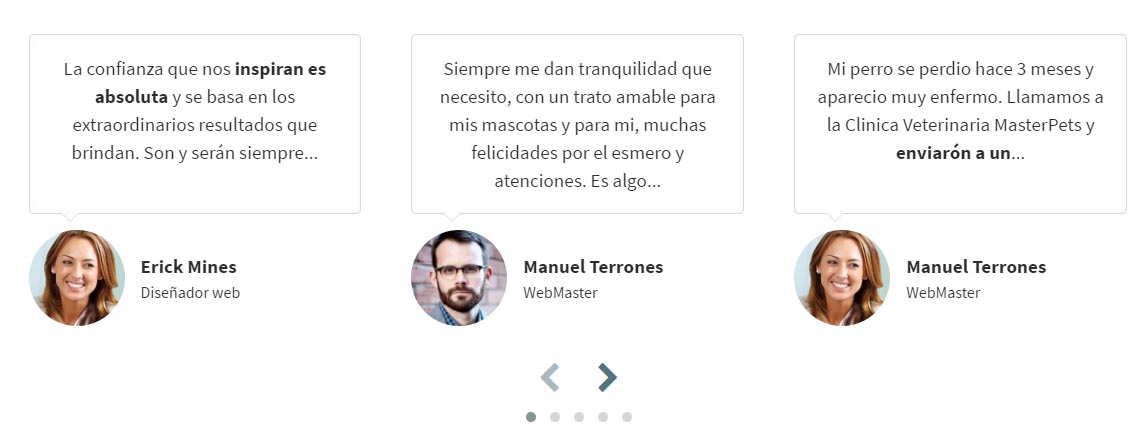 La confianza que nos inspiran es
absoluta y se basa en los
extraordinarios resultados que
brindan. Son y serán siempre...
Erick Mines
Diseñador web
Siempre me dan tranquilidad que
necesito, con un trato amable para
mis mascotas y para mi, muchas
felicidades por el esmero y
atenciones. Es algo...
Manuel Terrones
WebMaster
Mi perro se perdio hace 3 meses y
aparecio muy enfermo. Llamamos a
la Clinica Veterinaria MasterPets y
enviarón a un...
Manuel Terrones
WebMaster